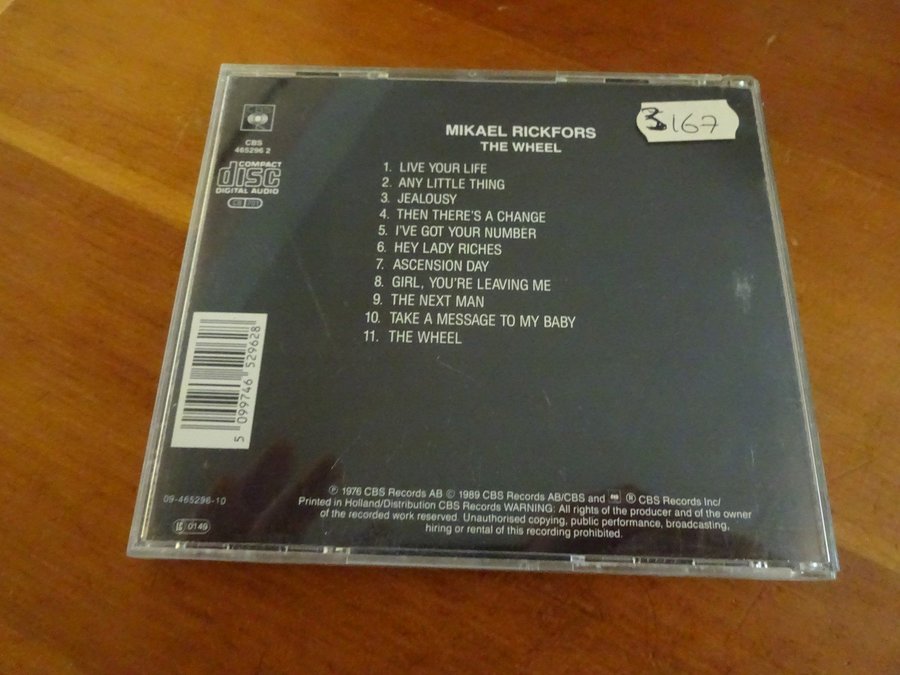 CBS
465296 2
COMPACT
disc
DIGITAL AUDIO
MIKAEL RICKFORS
THE WHEEL
3167
1. LIVE YOUR LIFE
2. ANY LITTLE THING
3. JEALOUSY
4. THEN THERE'S A CHANGE
5. I'VE GOT YOUR NUMBER
6. HEY LADY RICHES
7. ASCENSION DAY
8. GIRL, YOU'RE LEAVING ME
9. THE NEXT MAN
10. TAKE A MESSAGE TO MY BABY
11. THE WHEEL
5 099746 529628
09-465296-10
LC 0149
℗ 1976 CBS Records AB © 1989 CBS Records AB/CBS and ® CBS Records Inc/
Printed in Holland/Distribution CBS Records WARNING: All rights of the producer and of the owner
of the recorded work reserved. Unauthorised copying, public performance, broadcasting,
hiring or rental of this recording prohibited.